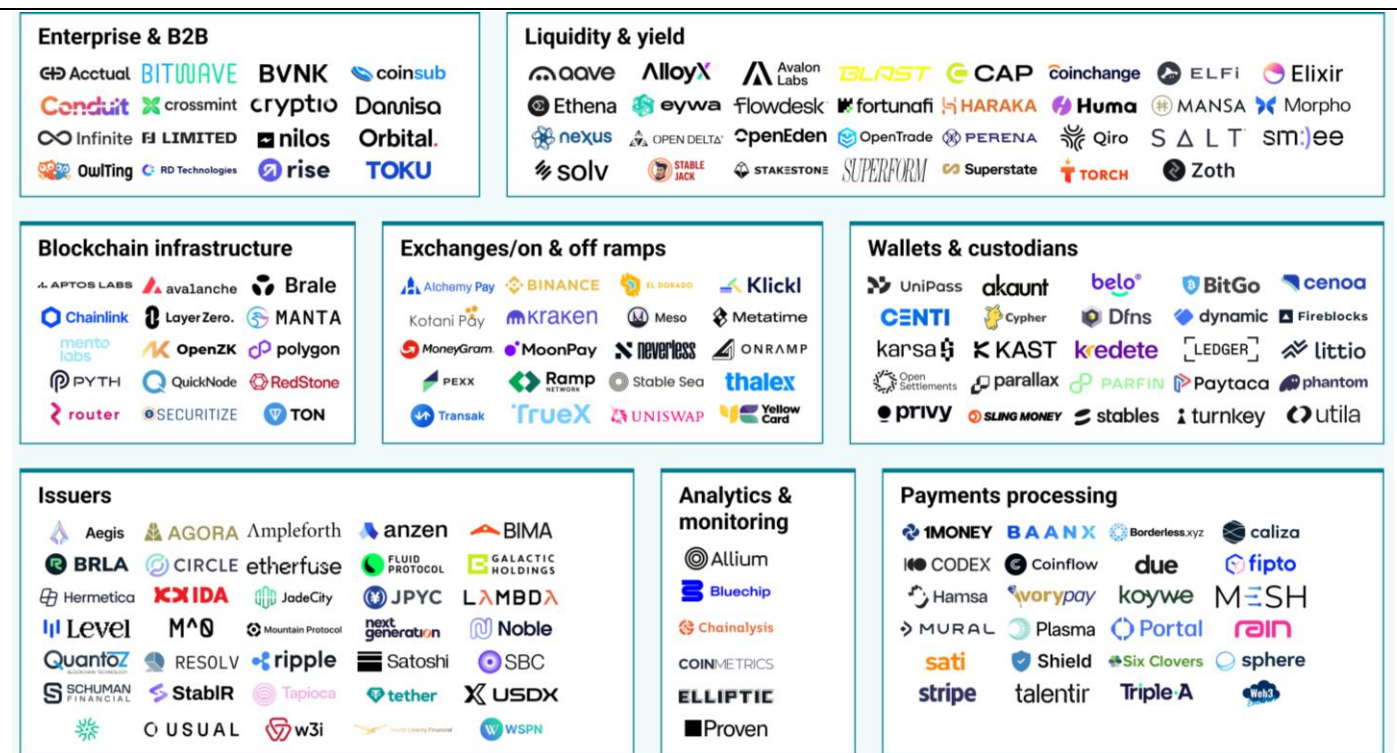 Enterprise & B2B
Acctual BITWAVE BVNK coinsub
Conduit crossmint cryptio Damisa
Infinite LIMITED nilos Orbital.
OwlTing RD Technologies rise TOKU
Liquidity & yield
aave AlloyX Avalon Labs BLAST CAP coinchange ELFi Elixir
Ethena eywa flowdesk fortunafi HARAKA Huma MANSA Morpho
nexus OPEN DELTA OpenEden OpenTrade PERENA Qiro SALT sm:)ee
solv STABLE JACK STAKESTONE SUPERFORM Superstate TORCH Zoth
Blockchain infrastructure
APTOS LABS avalanche Brale
Chainlink LayerZero. MANTA
mento labs OpenZK polygon
PYTH QuickNode RedStone
router SECURITIZE TON
Exchanges/on & off ramps
Alchemy Pay BINANCE EL DORADO Klickl
Kotani Pay kraken Meso Metatime
MoneyGram. MoonPay neverless ONRAMP
PEXX Ramp NETWORK Stable Sea thalex
Transak TrueX UNISWAP Yellow Card
Wallets & custodians
UniPass akaunt belo BitGo cenoa
CENTI Cypher Dfns dynamic Fireblocks
karsa KAST kredete LEDGER littio
Open Settlements parallax PARFIN Paytaca phantom
privy SLING MONEY stables turnkey utila
Issuers
Aegis AGORA Ampleforth anzen BIMA
BRLA CIRCLE etherfuse FLUID PROTOCOL GALACTIC HOLDINGS
Hermetica XXIDA JadeCity JPYC LAMBDA
Level M^0 Mountain Protocol next generation Noble
Quantoz BLOCKCHAIN TECHNOLOGY RESOLV ripple Satoshi SBC
SCHUMAN FINANCIAL StablR Tapioca tether USDX
USUAL w3i World Liberty Financial WSPN
Analytics & monitoring
Allium
Bluechip
Chainalysis
COINMETRICS
ELLIPTIC
Proven
Payments processing
1MONEY BAANX Borderless.xyz caliza
CODEX Coinflow due fipto
Hamsa ivorypay koywe MESH
MURAL Plasma Portal rain
sati Shield Six Clovers sphere
stripe talentir Triple-A Web3